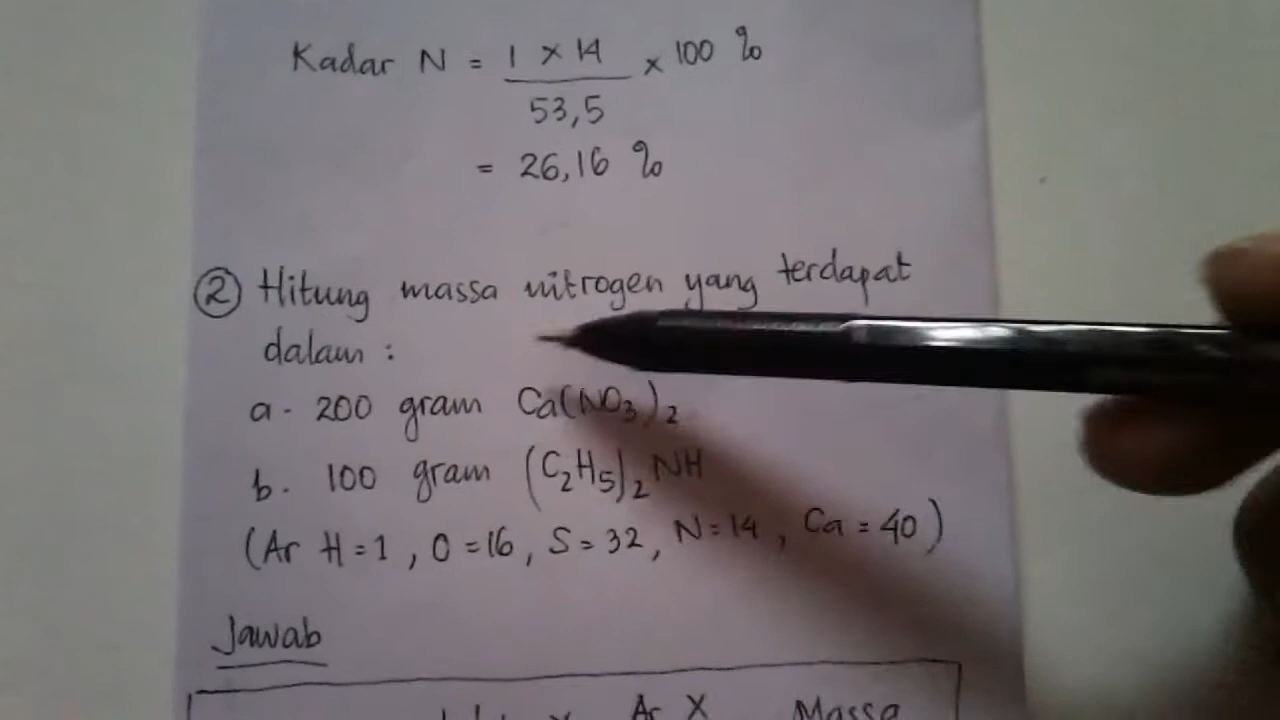 Kadar N = 1 x 14 x 100 %
53,5
= 26,16 %
② Hitung massa nitrogen yang terdapat
dalam :
a. 200 gram Ca(NO₃)₂
b. 100 gram (C₂H₅)₂NH
(Ar H = 1 , O = 16 , S = 32 , N = 14 , Ca = 40 )
Jawab
Ar X Massa